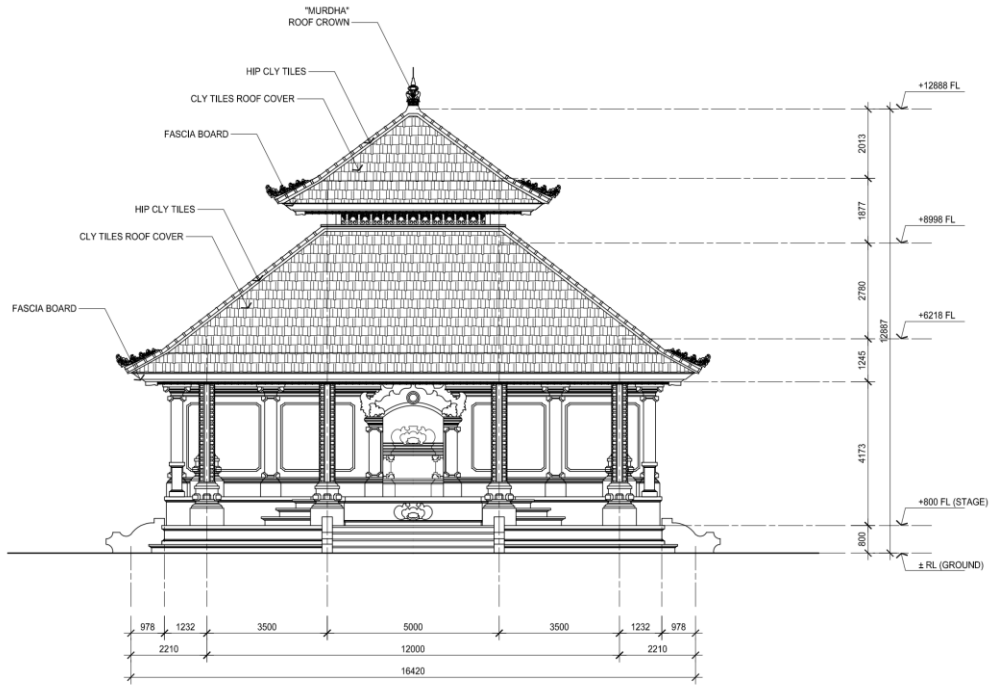 "MURDHA"
ROOF CROWN
HIP CLY TILES
CLY TILES ROOF COVER
FASCIA BOARD
HIP CLY TILES
CLY TILES ROOF COVER
FASCIA BOARD
+12888 FL
2013
1877
+8998 FL
2780
12887
+6218 FL
1245
4173
+800 FL (STAGE)
800
± RL (GROUND)
978 1232 3500 5000 3500 1232 978
2210 12000 2210
16420